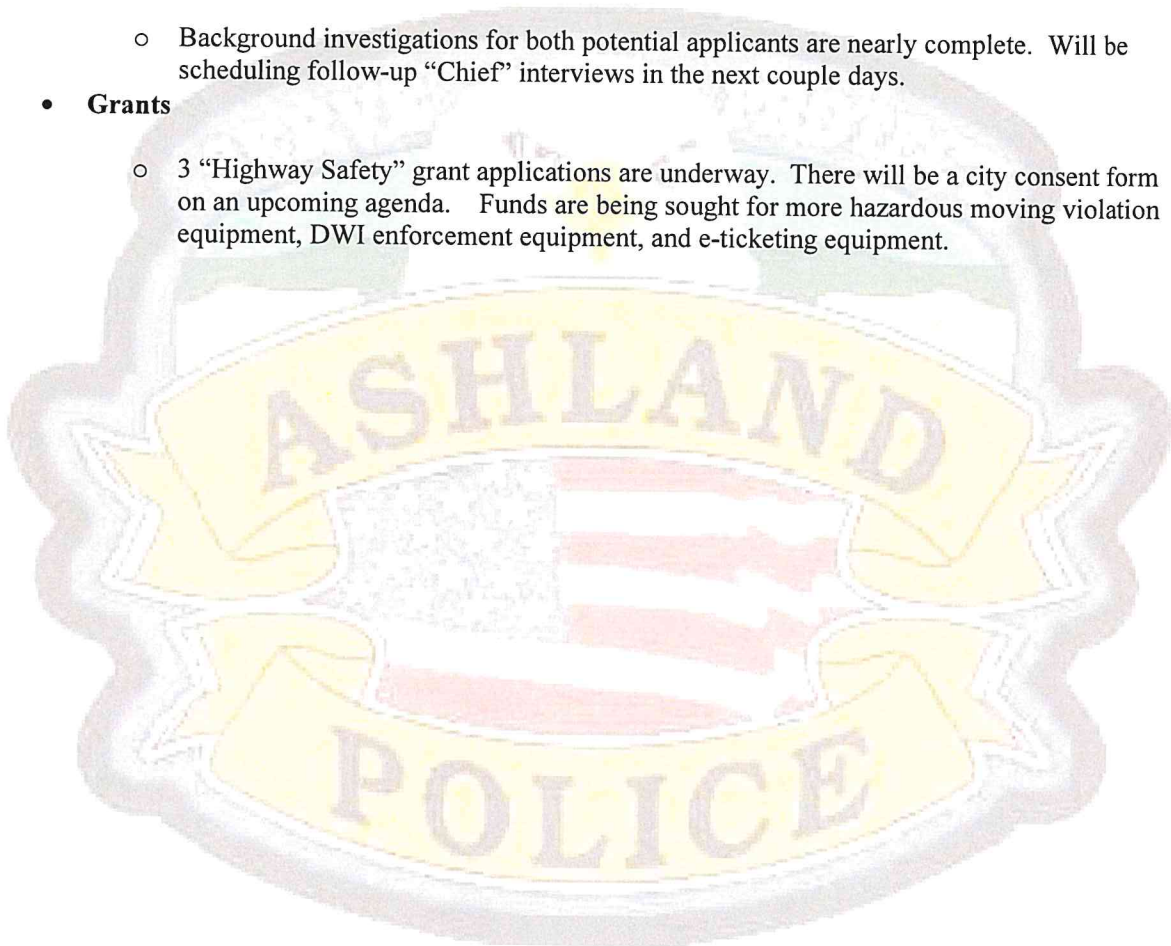 o Background investigations for both potential applicants are nearly complete. Will be
scheduling follow-up “Chief” interviews in the next couple days.
• Grants
o 3 “Highway Safety” grant applications are underway. There will be a city consent form
on an upcoming agenda. Funds are being sought for more hazardous moving violation
equipment, DWI enforcement equipment, and e-ticketing equipment.
ASHLAND
POLICE